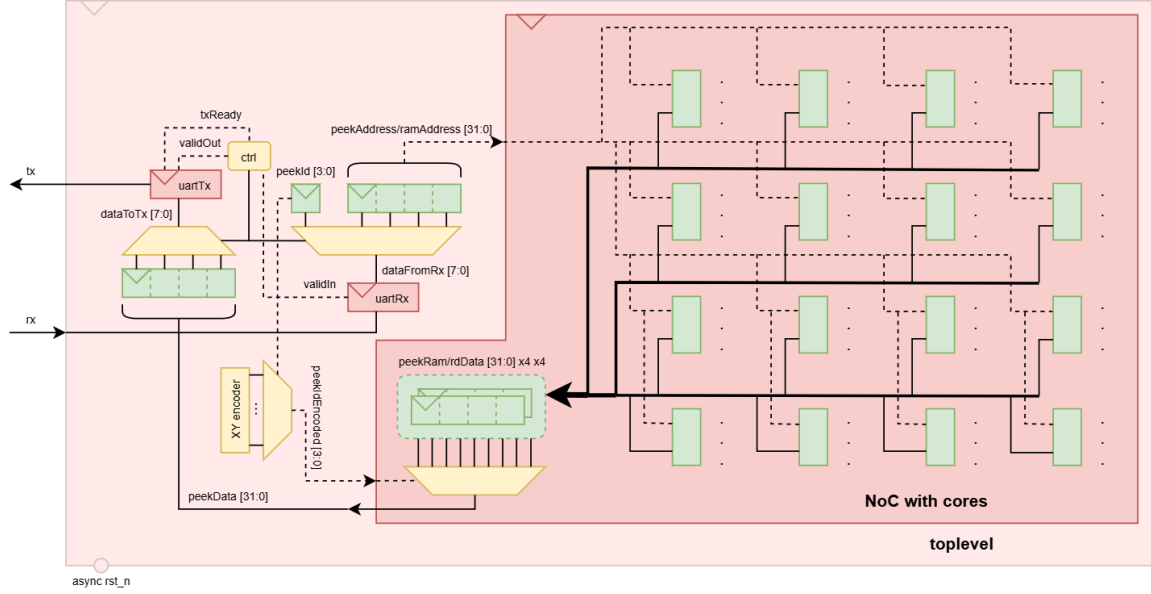 txReady
peekAddress/ramAddress [31:0]
validOut
ctrl
peekId [3:0]
tx
uartTx
dataToTx [7:0]
dataFromRx [7:0]
validIn
uartRx
rx
peekRam/rdData [31:0] x4 x4
XY encoder
...
peekIdEncoded [3:0]
peekData [31:0]
NoC with cores
toplevel
async rst_n